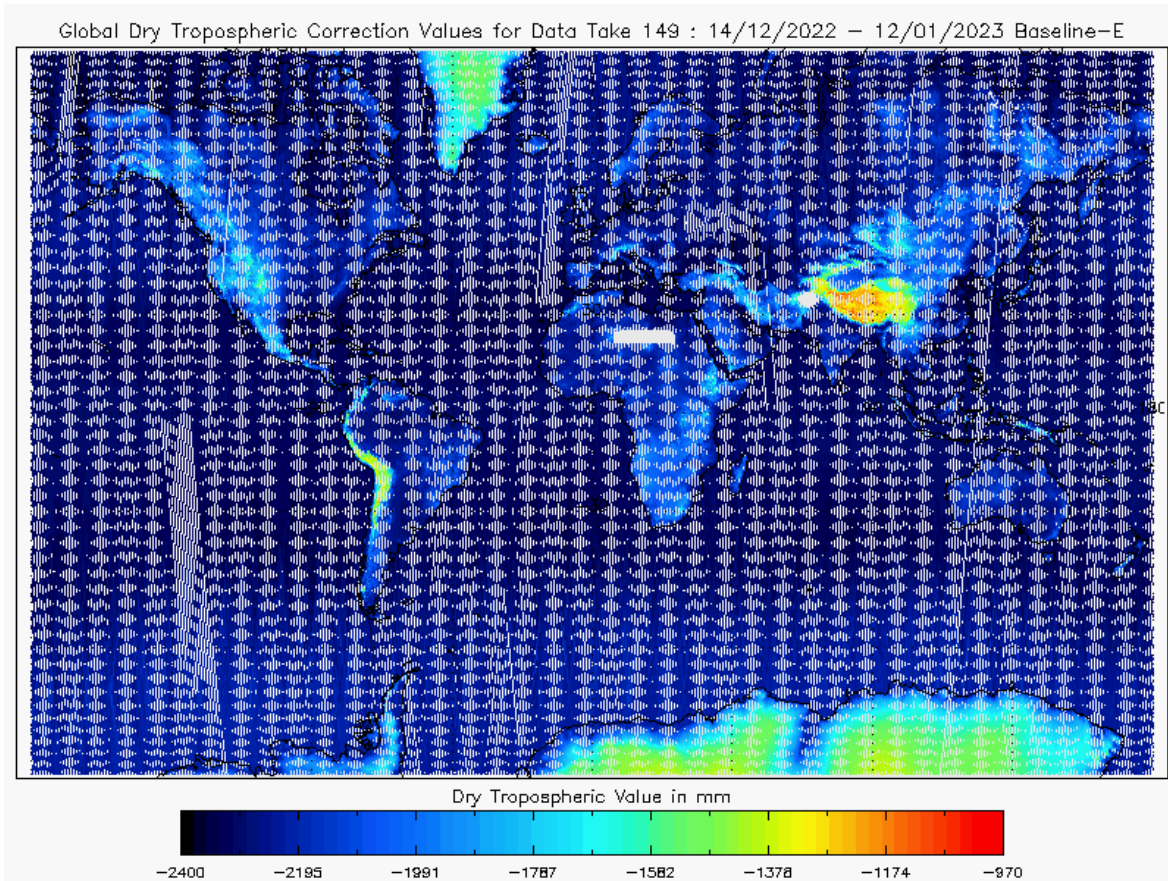 Global Dry Tropospheric Correction Values for Data Take 149 : 14/12/2022 – 12/01/2023 Baseline-E
180
Dry Tropospheric Value in mm
−2400 −2195 −1991 −1787 −1582 −1378 −1174 −970